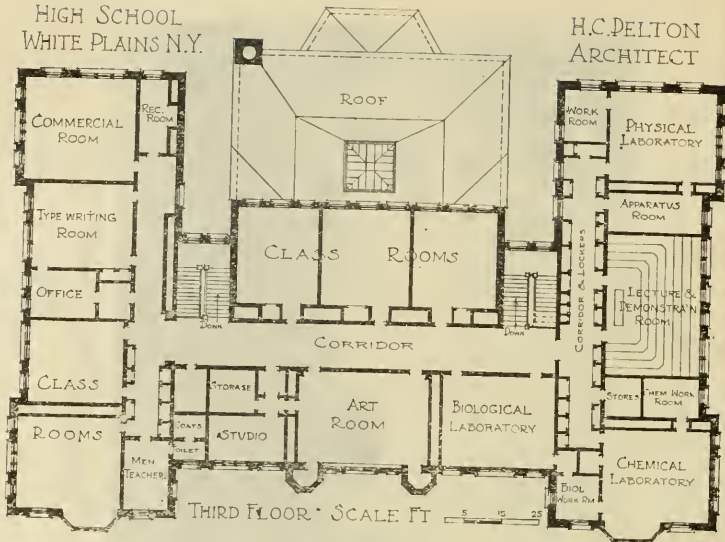 HIGH SCHOOL
WHITE PLAINS N.Y.
H.C. PELTON
ARCHITECT
ROOF
COMMERCIAL
ROOM
REC.
ROOM
WORK
ROOM
PHYSICAL
LABORATORY
TYPE WRITING
ROOM
APPARATUS
ROOM
CLASS ROOMS
OFFICE
CORRIDOR & LOCKERS
LECTURE &
DEMONSTRA'N
ROOM
DOWN
DOWN
CORRIDOR
CLASS
ROOMS
STORAGE
COATS
TOILET
STUDIO
ART
ROOM
BIOLOGICAL
LABORATORY
STORES
CHEM WORK
ROOM
MEN
TEACHER
BIOL
WORK RM
CHEMICAL
LABORATORY
THIRD FLOOR · SCALE FT 5 15 25